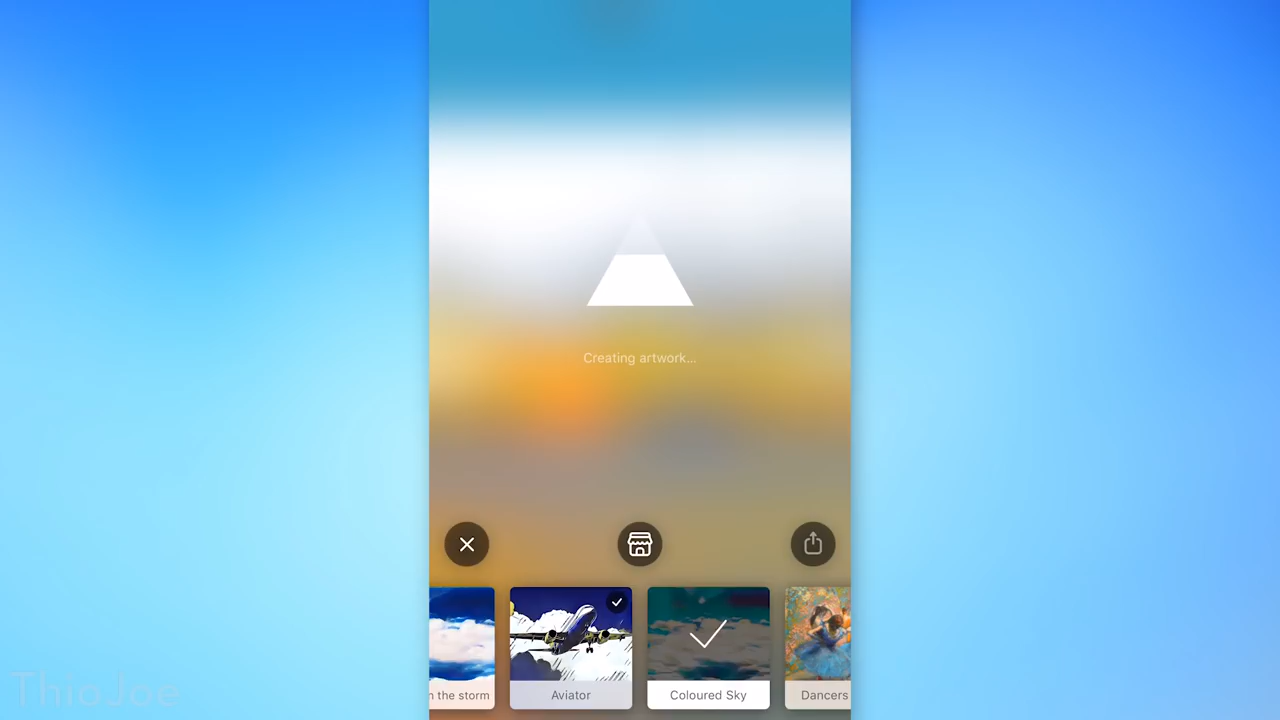 Creating artwork...
n the storm
Aviator
Coloured Sky
Dancers
ThioJoe